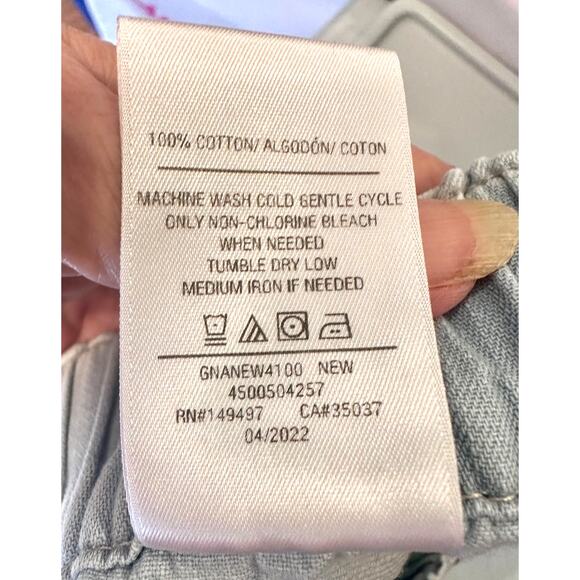 100% COTTON/ ALGODÓN/ COTON
MACHINE WASH COLD GENTLE CYCLE
ONLY NON-CHLORINE BLEACH
WHEN NEEDED
TUMBLE DRY LOW
MEDIUM IRON IF NEEDED
GNANEW4100 NEW
4500504257
RN#149497 CA#35037
04/2022